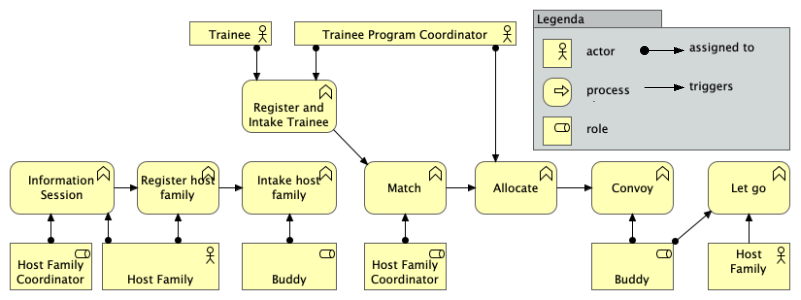 Legenda
Trainee
Trainee Program Coordinator
actor
assigned to
process
triggers
role
Register and
Intake Trainee
Information
Session
Register host
family
Intake host
family
Match
Allocate
Convoy
Let go
Host Family
Coordinator
Host Family
Buddy
Host Family
Coordinator
Buddy
Host
Family